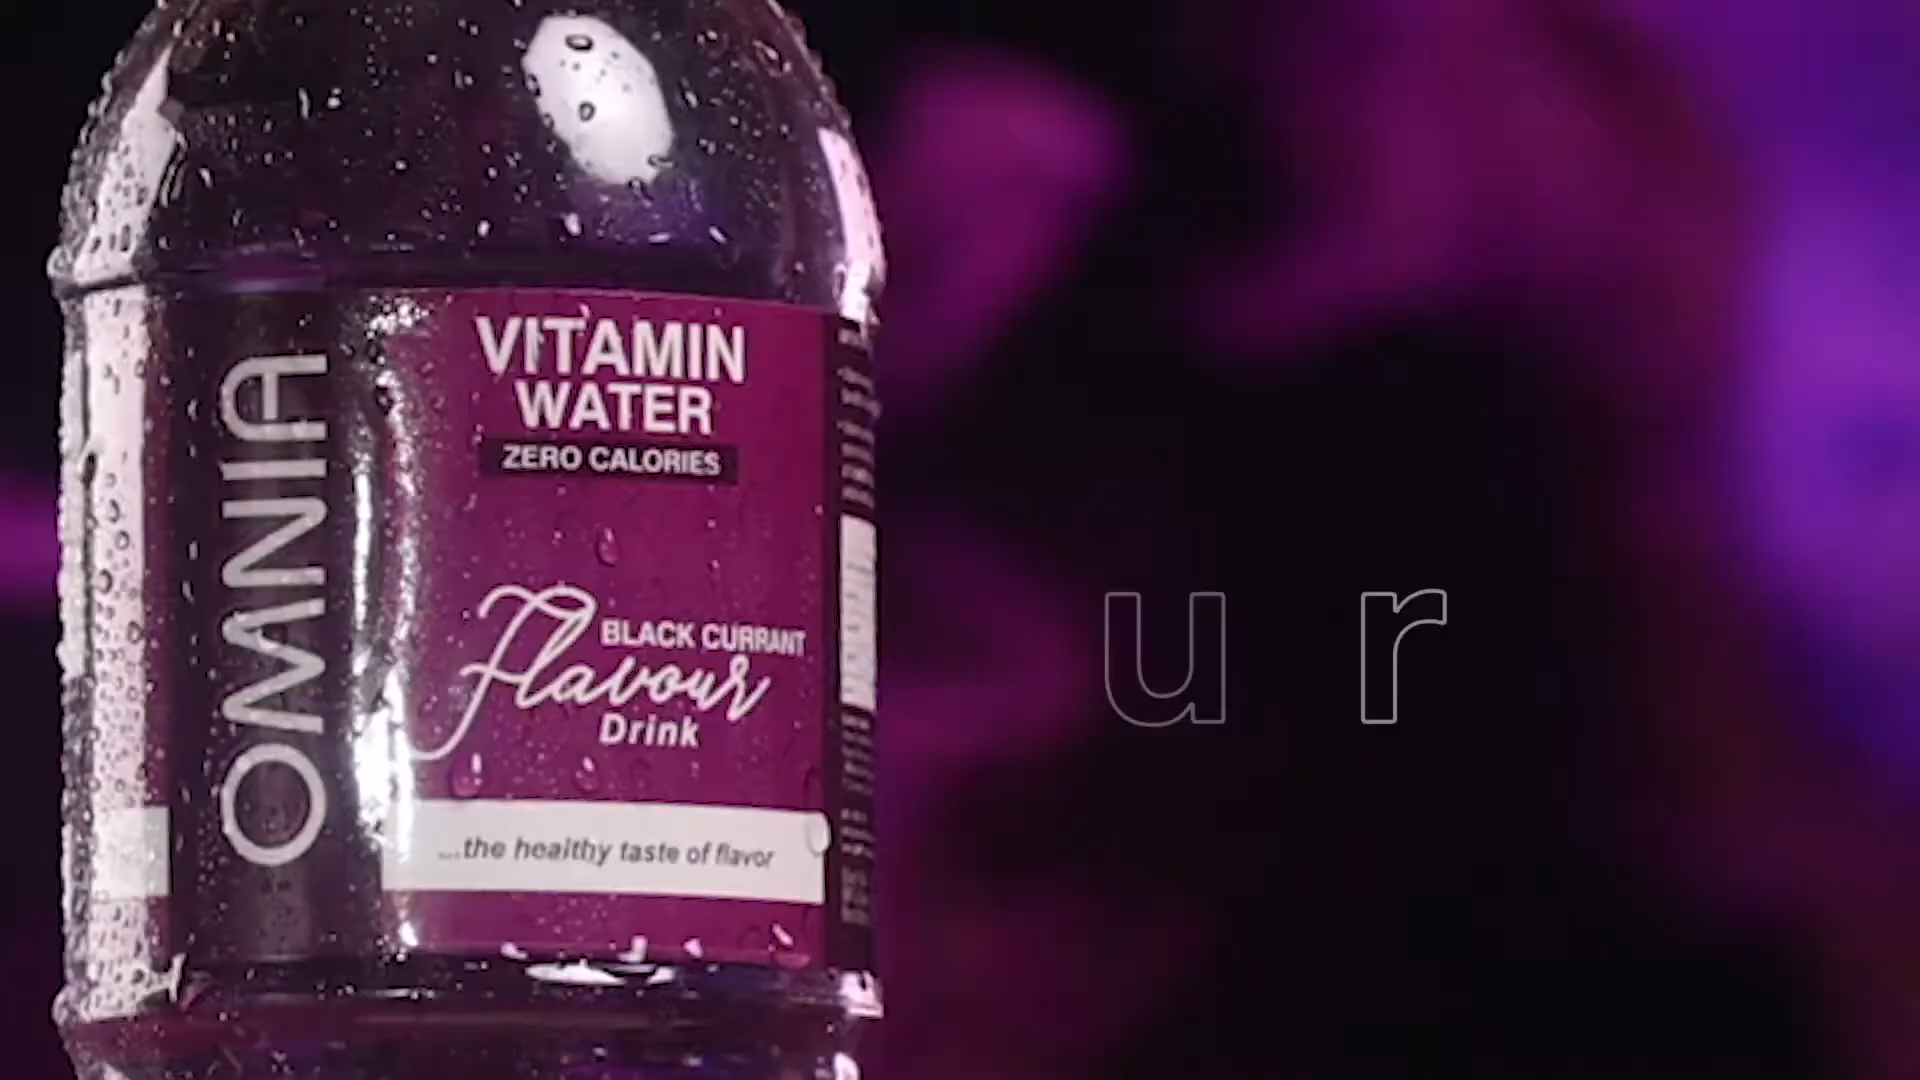 OMNIA
VITAMIN
WATER
ZERO CALORIES
BLACK CURRANT
Flavour
Drink
...the healthy taste of flavor
u r